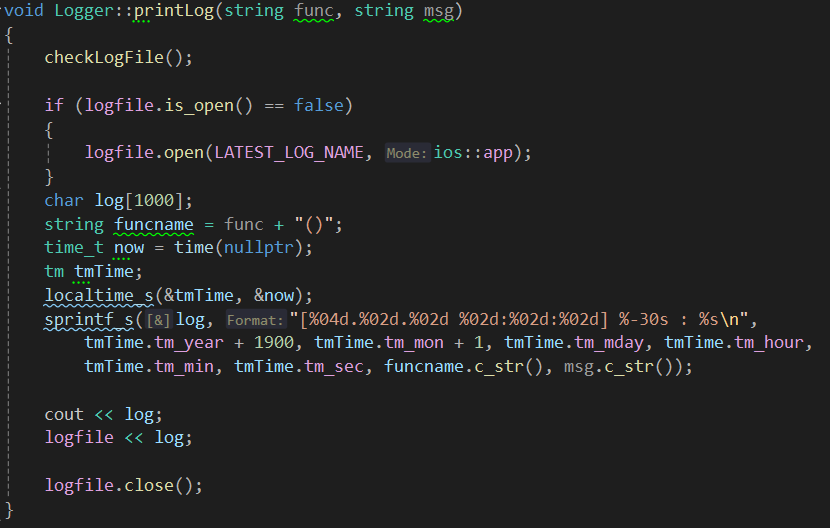 void Logger::printLog(string func, string msg)
{
    checkLogFile();

    if (logfile.is_open() == false)
    {
        logfile.open(LATEST_LOG_NAME, Mode: ios::app);
    }
    char log[1000];
    string funcname = func + "()";
    time_t now = time(nullptr);
    tm tmTime;
    localtime_s(&tmTime, &now);
    sprintf_s([&] log, Format: "[%04d.%02d.%02d %02d:%02d:%02d] %-30s : %s\n",
        tmTime.tm_year + 1900, tmTime.tm_mon + 1, tmTime.tm_mday, tmTime.tm_hour,
        tmTime.tm_min, tmTime.tm_sec, funcname.c_str(), msg.c_str());

    cout << log;
    logfile << log;

    logfile.close();
}